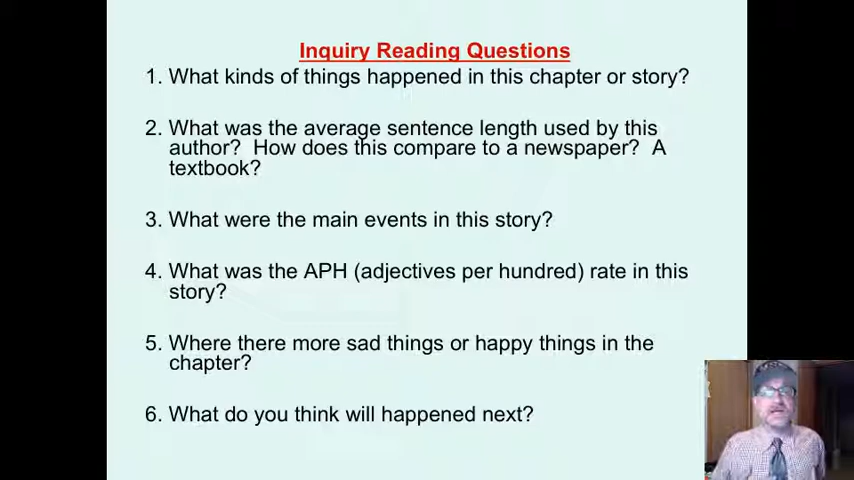 Inquiry Reading Questions
1. What kinds of things happened in this chapter or story?
2. What was the average sentence length used by this
author? How does this compare to a newspaper? A
textbook?
3. What were the main events in this story?
4. What was the APH (adjectives per hundred) rate in this
story?
5. Where there more sad things or happy things in the
chapter?
6. What do you think will happened next?